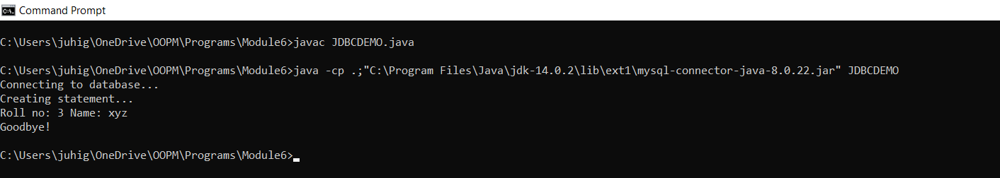 Command Prompt
C:\Users\juhig\OneDrive\OOPM\Programs\Module6>javac JDBCDEMO.java
C:\Users\juhig\OneDrive\OOPM\Programs\Module6>java -cp .;"C:\Program Files\Java\jdk-14.0.2\lib\ext1\mysql-connector-java-8.0.22.jar" JDBCDEMO
Connecting to database...
Creating statement...
Roll no: 3 Name: xyz
Goodbye!
C:\Users\juhig\OneDrive\OOPM\Programs\Module6>